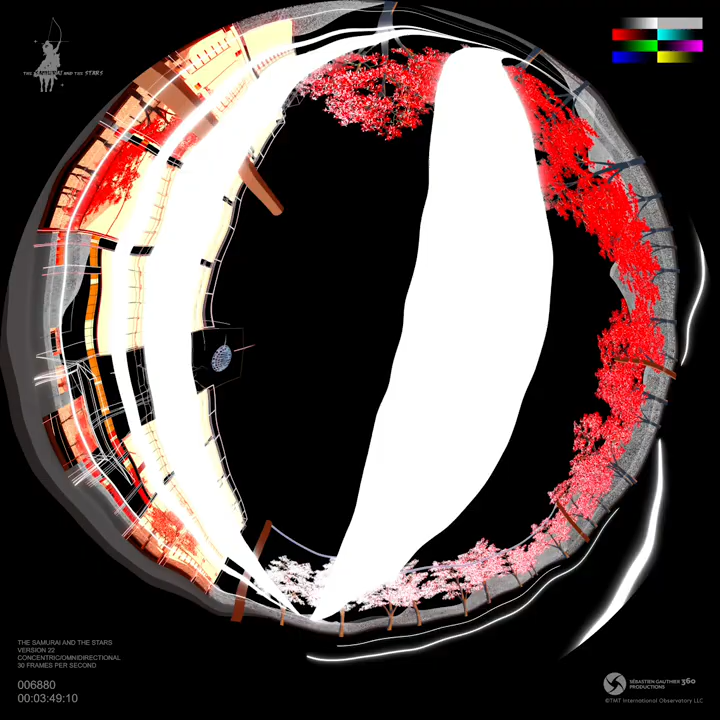 THE SAMURAI AND THE STARS
THE SAMURAI AND THE STARS
VERSION 22
CONCENTRIC/OMNIDIRECTIONAL
30 FRAMES PER SECOND
006880
00:03:49:10
SÉBASTIEN GAUTHIER 360
PRODUCTIONS
©TMT International Observatory LLC